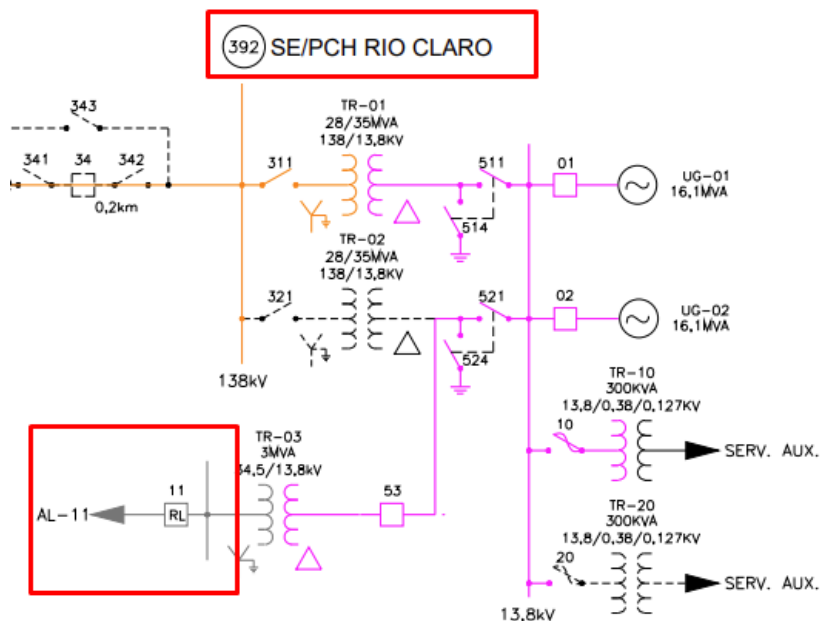 392 SE/PCH RIO CLARO
343
341 34 342
0,2km
311
TR-01
28/35MVA
138/13,8KV
511
514
01
UG-01
16,1MVA
TR-02
28/35MVA
138/13,8KV
321
521
524
02
UG-02
16,1MVA
138kV
TR-03
3MVA
34,5/13,8kV
53
11
RL
AL-11
TR-10
300KVA
13,8/0,38/0,127KV
10
SERV. AUX.
TR-20
300KVA
13,8/0,38/0,127KV
20
SERV. AUX.
13,8kV